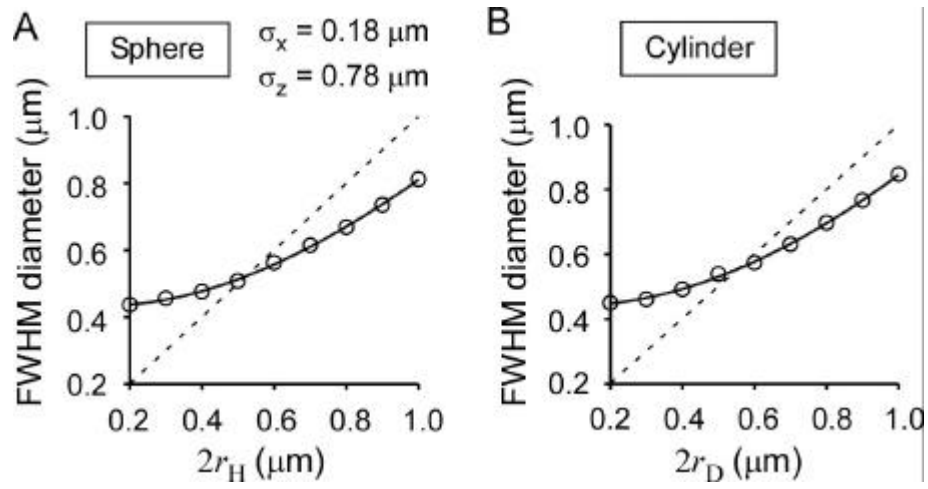 A
Sphere
σx = 0.18 μm
σz = 0.78 μm
FWHM diameter (μm)
1.0
0.8
0.6
0.4
0.2
0.2 0.4 0.6 0.8 1.0
2rH (μm)
B
Cylinder
FWHM diameter (μm)
1.0
0.8
0.6
0.4
0.2
0.2 0.4 0.6 0.8 1.0
2rD (μm)